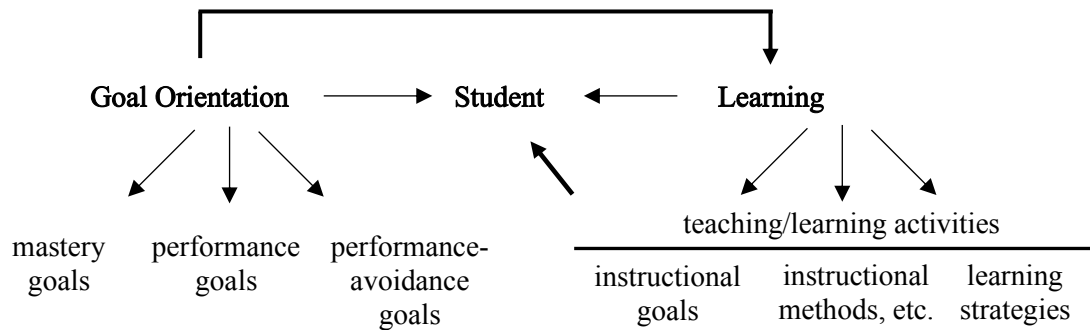 Goal Orientation Student Learning
teaching/learning activities
mastery
goals
performance
goals
performance-
avoidance
goals
instructional
goals
instructional
methods, etc.
learning
strategies